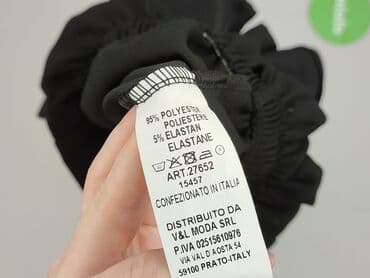 95% POLYESTER
POLIESTERE
5% ELASTAN
ELASTANE
ART.27652
15457
CONFEZIONATO IN ITALIA
DISTRIBUITO DA
V&L MODA SRL
P.IVA 02515610976
VIA VAL D'AOSTA 54
59100 PRATO-ITALY